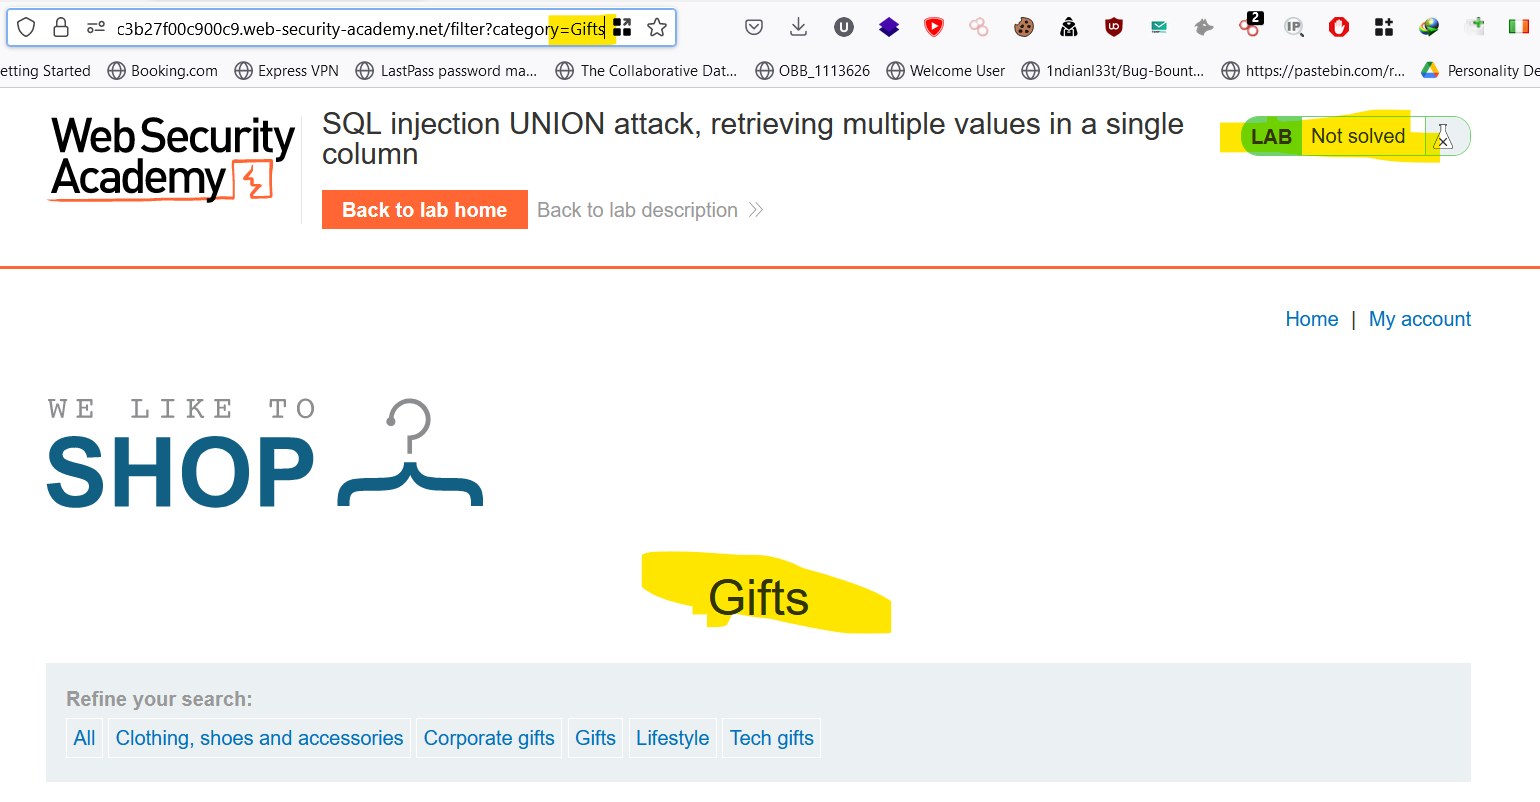 c3b27f00c900c9.web-security-academy.net/filter?category=Gifts
2
etting Started Booking.com Express VPN LastPass password ma... The Collaborative Dat... OBB_1113626 Welcome User 1ndianl33t/Bug-Bount... https://pastebin.com/r... Personality De
Web Security
Academy
SQL injection UNION attack, retrieving multiple values in a single
column
LAB Not solved
Back to lab home Back to lab description
Home | My account
WE LIKE TO
SHOP
Gifts
Refine your search:
All Clothing, shoes and accessories Corporate gifts Gifts Lifestyle Tech gifts